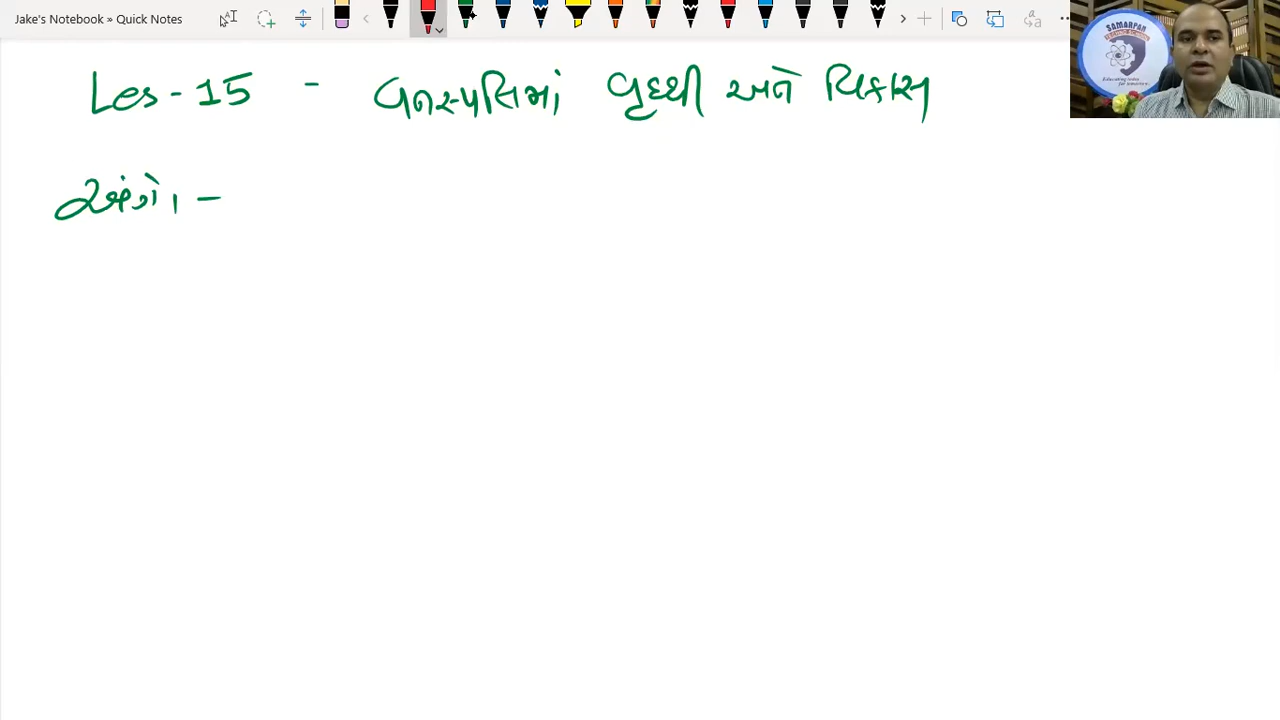 Jake's Notebook » Quick Notes
SAMARPAN
Les - 15 - વનસ્પતિમાં વૃદ્ધી અને વિકાસ